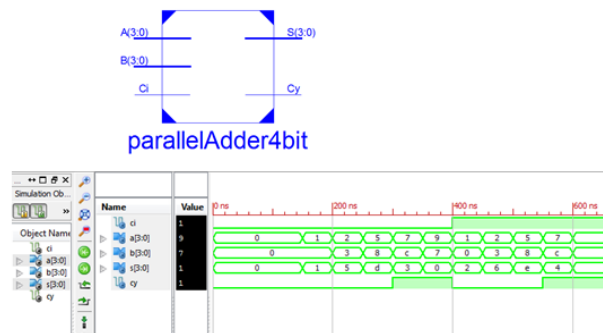 A(3:0) S(3:0)
B(3:0)
Ci Cy
parallelAdder4bit
Simulation Ob...
Name Value 0 ns 200 ns 400 ns 600 ns
Object Name
ci 1
a[3:0] 9 0 1 2 5 7 9 1 2 5 7
b[3:0] 7 0 3 8 c 7 0 3 8 c
s[3:0] 1 0 1 5 d 3 0 2 6 e 4
cy 1
ci
a[3:0]
b[3:0]
s[3:0]
cy